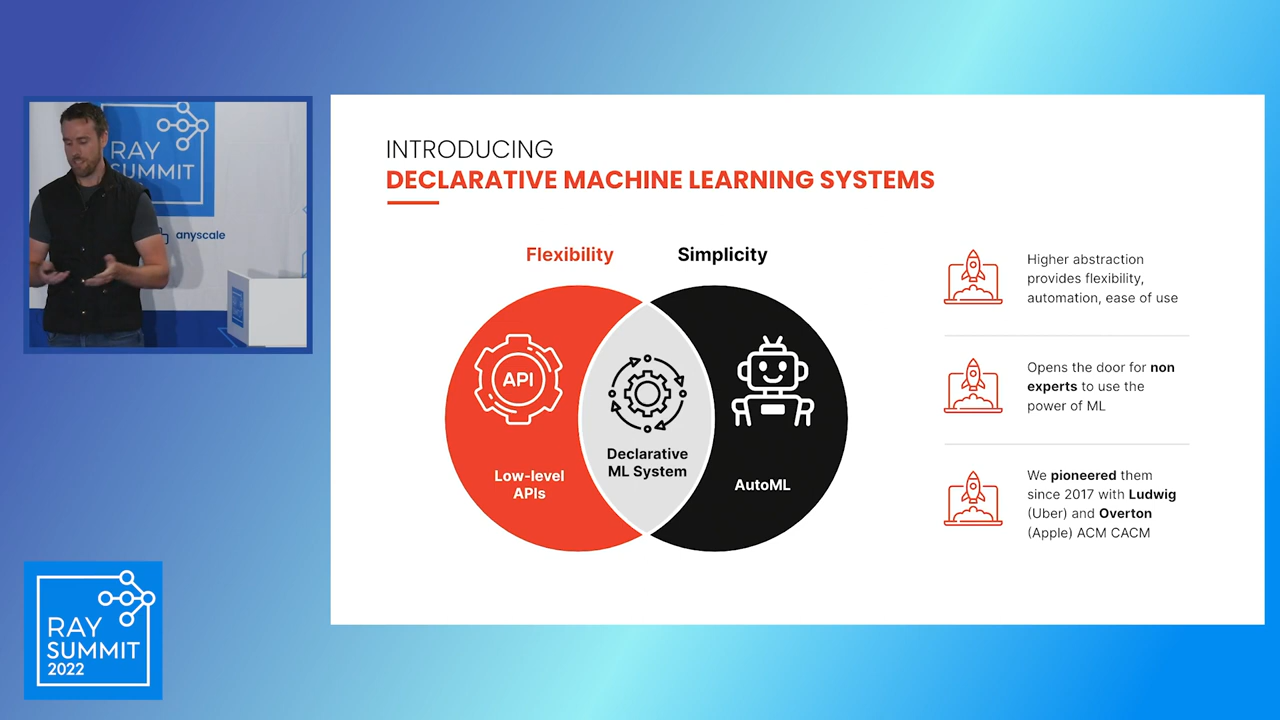 RAY
SUMMIT
anyscale
INTRODUCING
DECLARATIVE MACHINE LEARNING SYSTEMS
Flexibility
Simplicity
API
Low-level
APIs
Declarative
ML System
AutoML
Higher abstraction
provides flexibility,
automation, ease of use
Opens the door for non
experts to use the
power of ML
We pioneered them
since 2017 with Ludwig
(Uber) and Overton
(Apple) ACM CACM
RAY
SUMMIT
2022